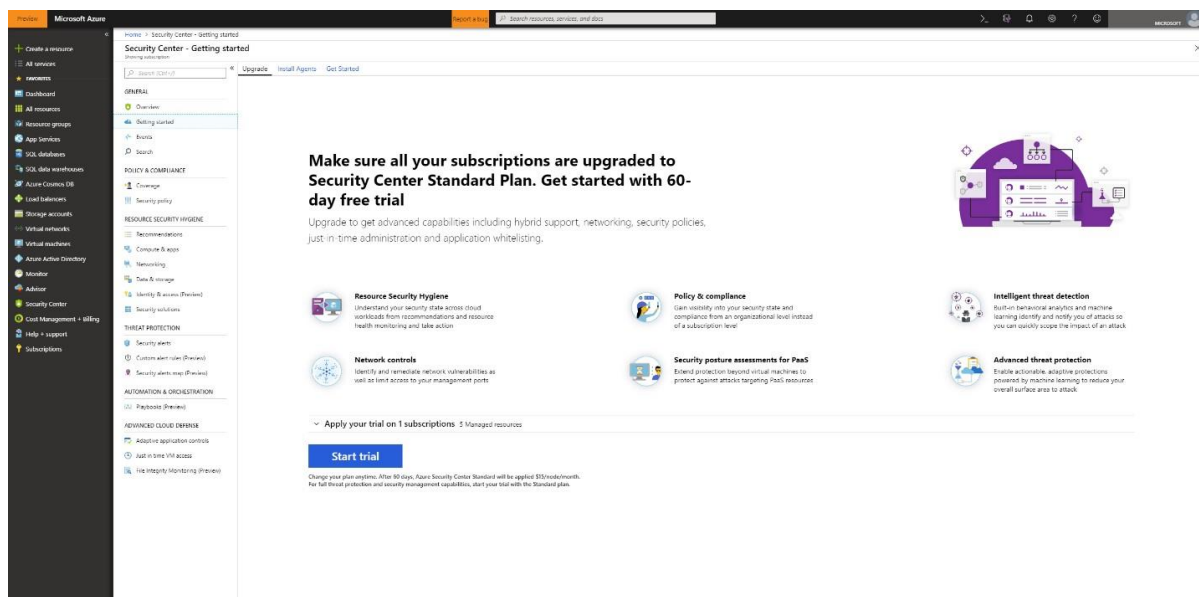 Preview Microsoft Azure
Report a bug
Search resources, services, and docs
MICROSOFT
Create a resource
All services
FAVORITES
Dashboard
All resources
Resource groups
App Services
SQL databases
SQL data warehouses
Azure Cosmos DB
Load balancers
Storage accounts
Virtual networks
Virtual machines
Azure Active Directory
Monitor
Advisor
Security Center
Cost Management + Billing
Help + support
Subscriptions
Home > Security Center - Getting started
Security Center - Getting started
Showing subscription
Search (Ctrl+/)
GENERAL
Overview
Getting started
Events
Search
POLICY & COMPLIANCE
Coverage
Security policy
RESOURCE SECURITY HYGIENE
Recommendations
Compute & apps
Networking
Data & storage
Identity & access (Preview)
Security solutions
THREAT PROTECTION
Security alerts
Custom alert rules (Preview)
Security alerts map (Preview)
AUTOMATION & ORCHESTRATION
Playbooks (Preview)
ADVANCED CLOUD DEFENSE
Adaptive application controls
Just in time VM access
File Integrity Monitoring (Preview)
Upgrade Install Agents Get Started
Make sure all your subscriptions are upgraded to
Security Center Standard Plan. Get started with 60-
day free trial
Upgrade to get advanced capabilities including hybrid support, networking, security policies,
just-in-time administration and application whitelisting.
Resource Security Hygiene
Understand your security state across cloud
workloads from recommendations and resource
health monitoring and take action
Policy & compliance
Gain visibility into your security state and
compliance from an organizational level instead
of a subscription level
Intelligent threat detection
Built-in behavioral analytics and machine
learning identify and notify you of attacks so
you can quickly scope the impact of an attack
Network controls
Identify and remediate network vulnerabilities as
well as limit access to your management ports
Security posture assessments for PaaS
Extend protection beyond virtual machines to
protect against attacks targeting PaaS resources
Advanced threat protection
Enable actionable, adaptive protections
powered by machine learning to reduce your
overall surface area to attack
Apply your trial on 1 subscriptions 5 Managed resources
Start trial
Change your plan anytime. After 60 days, Azure Security Center Standard will be applied $15/node/month.
For full threat protection and security management capabilities, start your trial with the Standard plan.